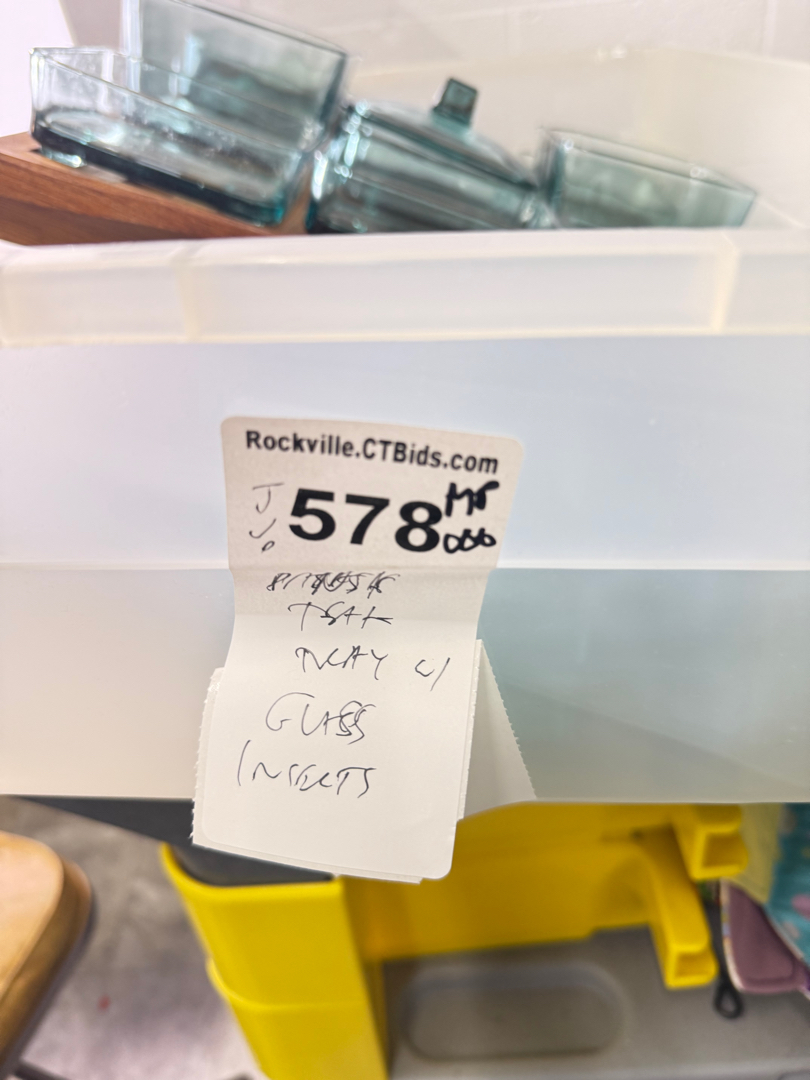 Rockville.CTBids.com
578
TEAK
TRAY W/
GLASS
INSERTS